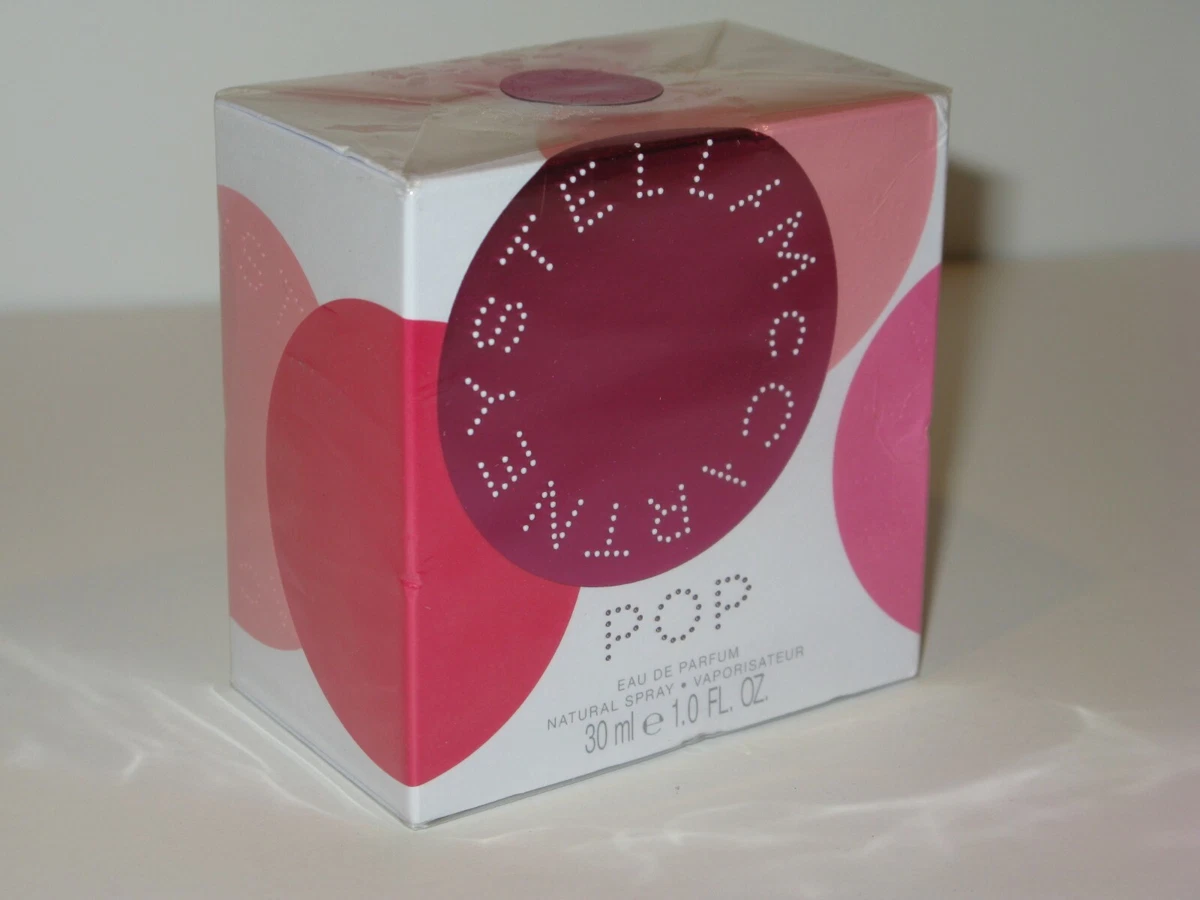 STELLA McCARTNEY
POP
EAU DE PARFUM
NATURAL SPRAY • VAPORISATEUR
30 ml ℮ 1.0 FL. OZ.